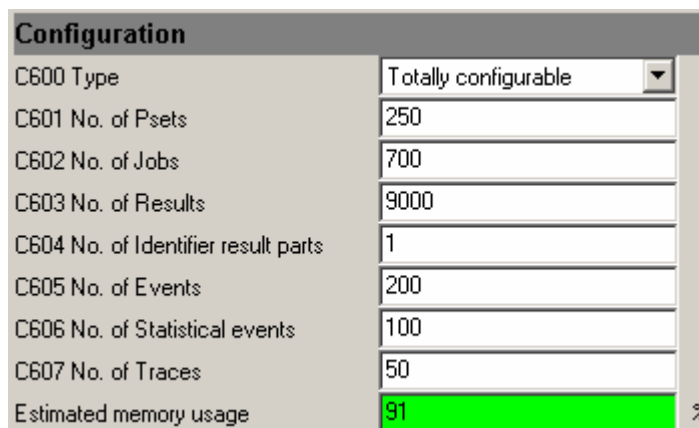 Configuration
C600 Type Totally configurable
C601 No. of Psets 250
C602 No. of Jobs 700
C603 No. of Results 9000
C604 No. of Identifier result parts 1
C605 No. of Events 200
C606 No. of Statistical events 100
C607 No. of Traces 50
Estimated memory usage 91 %